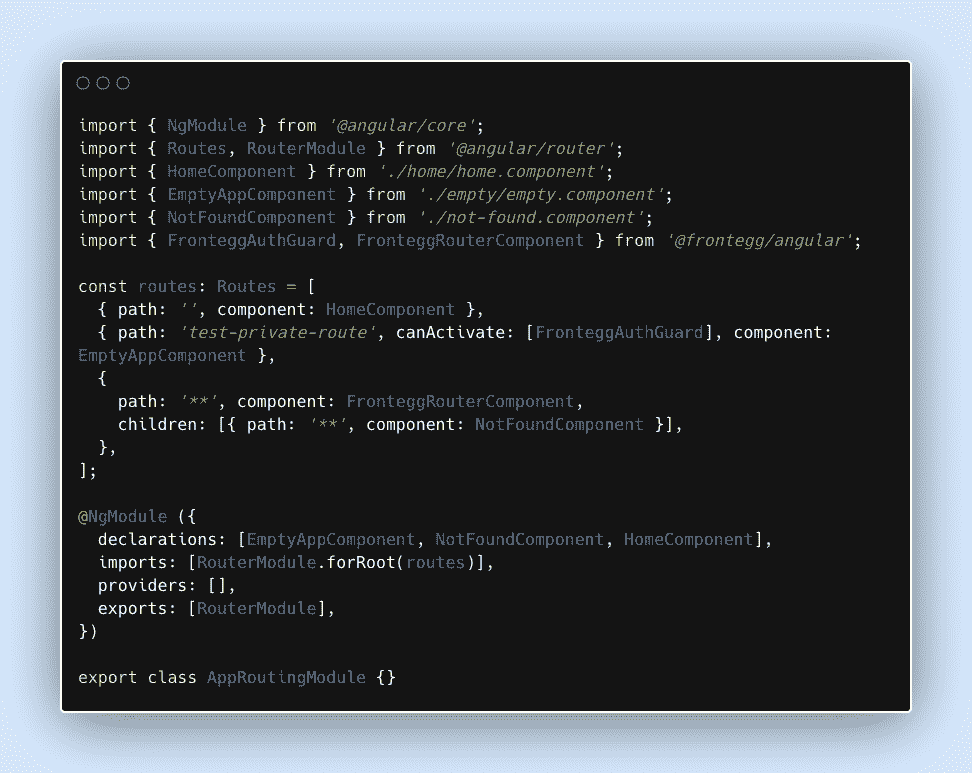 import { NgModule } from '@angular/core';
import { Routes, RouterModule } from '@angular/router';
import { HomeComponent } from './home/home.component';
import { EmptyAppComponent } from './empty/empty.component';
import { NotFoundComponent } from './not-found.component';
import { FronteggAuthGuard, FronteggRouterComponent } from '@frontegg/angular';

const routes: Routes = [
  { path: '', component: HomeComponent },
  { path: 'test-private-route', canActivate: [FronteggAuthGuard], component:
EmptyAppComponent },
  {
    path: '**', component: FronteggRouterComponent,
    children: [{ path: '**', component: NotFoundComponent }],
  },
];

@NgModule ({
  declarations: [EmptyAppComponent, NotFoundComponent, HomeComponent],
  imports: [RouterModule.forRoot(routes)],
  providers: [],
  exports: [RouterModule],
})

export class AppRoutingModule {}